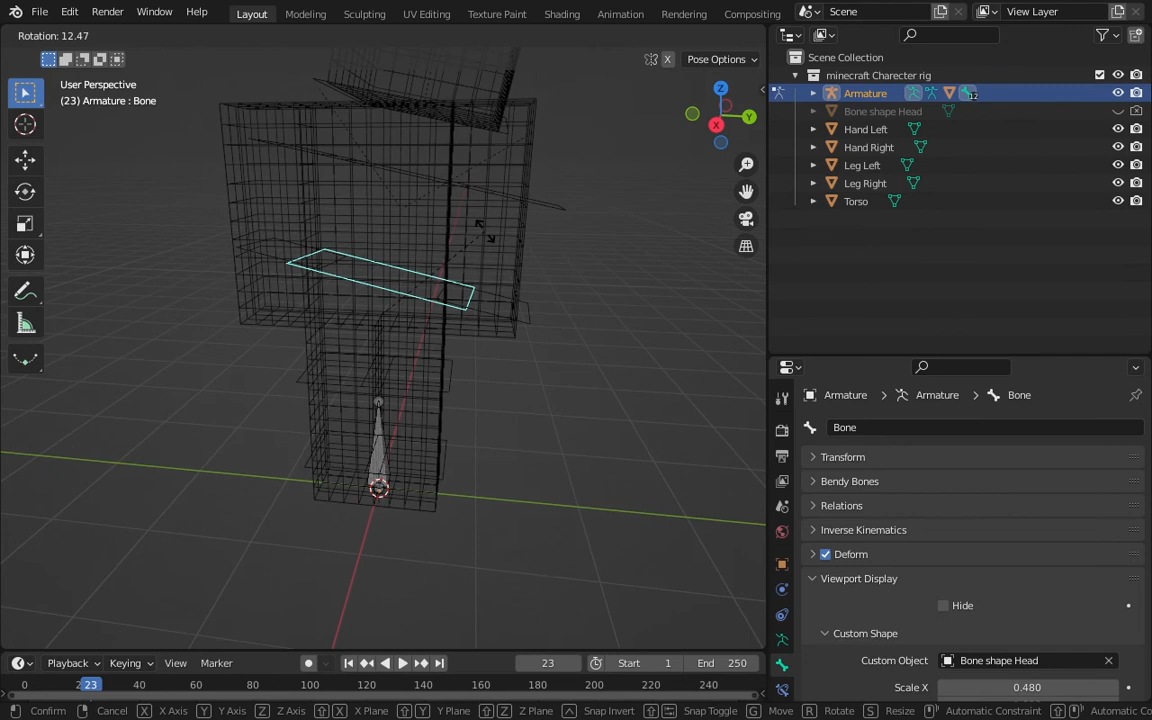 File Edit Render Window Help
Layout Modeling Sculpting UV Editing Texture Paint Shading Animation Rendering Compositing
Scene View Layer
Rotation: 12.47
X Pose Options
User Perspective
(23) Armature : Bone
Z
Y
X
Scene Collection
minecraft Charecter rig
Armature 12
Bone shape Head
Hand Left
Hand Right
Leg Left
Leg Right
Torso
Armature Armature Bone
Bone
Transform
Bendy Bones
Relations
Inverse Kinematics
Deform
Viewport Display
Hide
Custom Shape
Custom Object Bone shape Head
Scale X 0.480
Playback Keying View Marker 23 Start 1 End 250
0 23 40 60 80 100 120 140 160 180 200 220 240
Confirm Cancel X X Axis Y Y Axis Z Z Axis X X Plane Y Y Plane Z Z Plane Snap Invert Snap Toggle G Move R Rotate S Resize Automatic Constraint Automatic Co